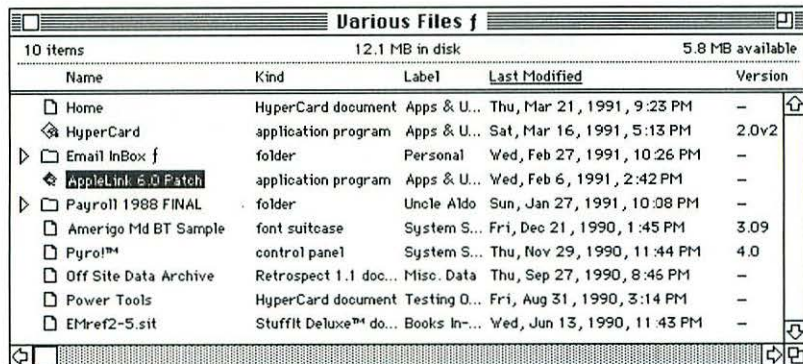 Various Files ƒ
10 items 12.1 MB in disk 5.8 MB available
Name Kind Label Last Modified Version
Home HyperCard document Apps & U... Thu, Mar 21, 1991, 9:23 PM –
HyperCard application program Apps & U... Sat, Mar 16, 1991, 5:13 PM 2.0v2
Email InBox ƒ folder Personal Wed, Feb 27, 1991, 10:26 PM –
AppleLink 6.0 Patch application program Apps & U... Wed, Feb 6, 1991, 2:42 PM –
Payroll 1988 FINAL folder Uncle Aldo Sun, Jan 27, 1991, 10:08 PM –
Amerigo Md BT Sample font suitcase System S... Fri, Dec 21, 1990, 1:45 PM 3.09
Pyro!™ control panel System S... Thu, Nov 29, 1990, 11:44 PM 4.0
Off Site Data Archive Retrospect 1.1 doc... Misc. Data Thu, Sep 27, 1990, 8:46 PM –
Power Tools HyperCard document Testing O... Fri, Aug 31, 1990, 3:14 PM –
EMref2-5.sit StuffIt Deluxe™ do... Books In-... Wed, Jun 13, 1990, 11:43 PM –